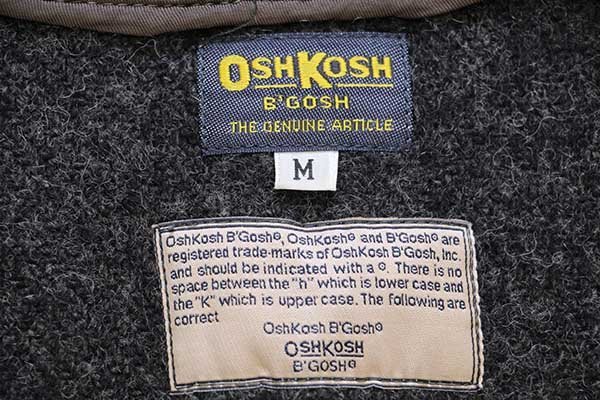 OSHKOSH
B'GOSH
THE GENUINE ARTICLE
M
OshKosh B'Gosh®, OshKosh® and B'Gosh® are
registered trade-marks of OshKosh B'Gosh, Inc.
and should be indicated with a ®. There is no
space between the "h" which is lower case and
the "K" which is upper case. The following are
correct
OshKosh B'Gosh®
OSHKOSH
B'GOSH®